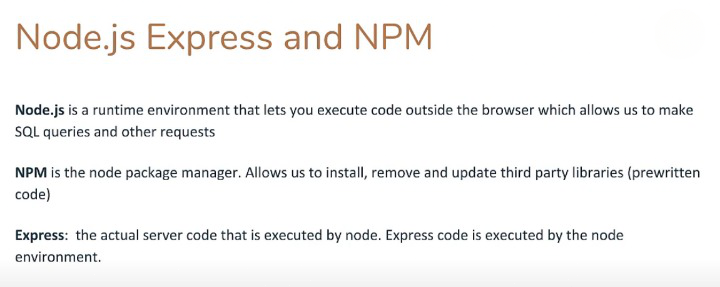 Node.js Express and NPM
Node.js is a runtime environment that lets you execute code outside the browser which allows us to make
SQL queries and other requests
NPM is the node package manager. Allows us to install, remove and update third party libraries (prewritten
code)
Express:  the actual server code that is executed by node. Express code is executed by the node
environment.